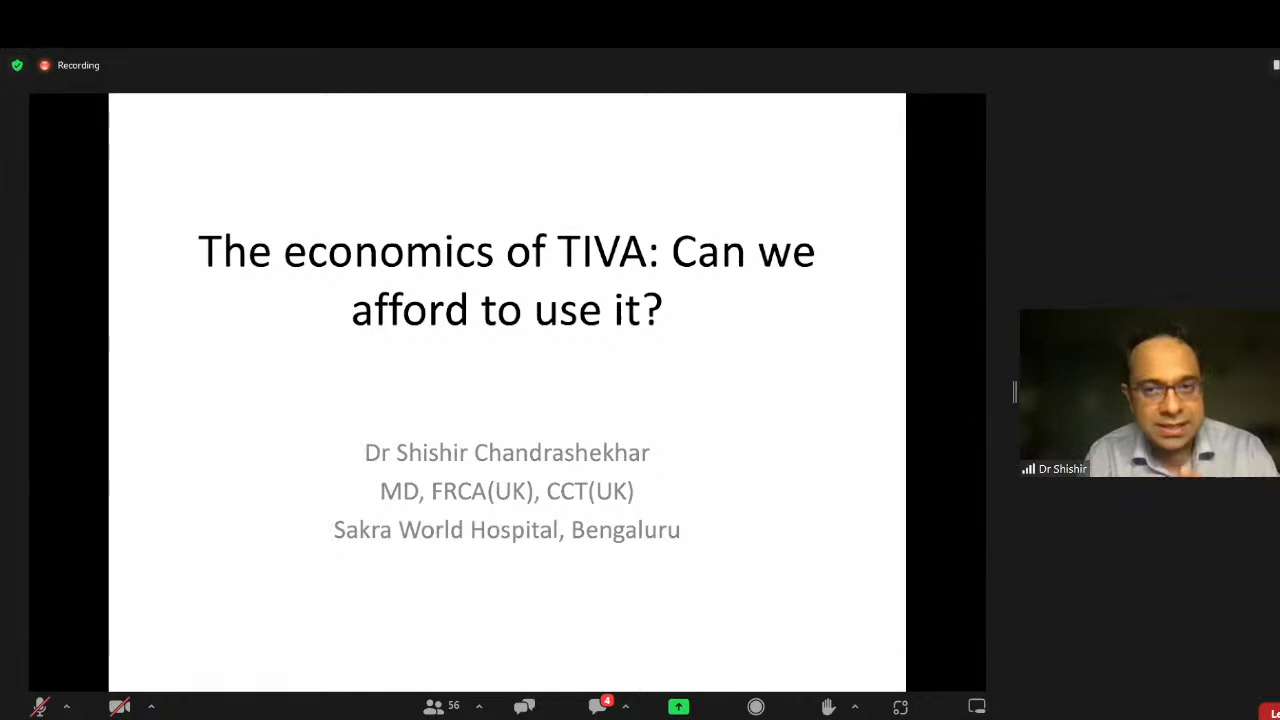 Recording
The economics of TIVA: Can we
afford to use it?
Dr Shishir Chandrashekhar
MD, FRCA(UK), CCT(UK)
Sakra World Hospital, Bengaluru
Dr Shishir
56
4